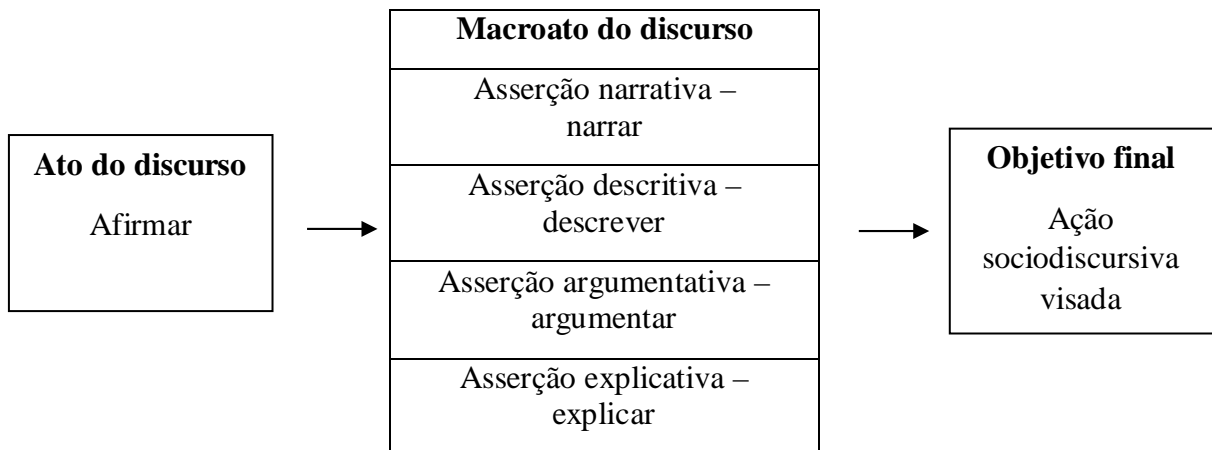 Ato do discurso
Afirmar
Macroato do discurso
Asserção narrativa –
narrar
Asserção descritiva –
descrever
Asserção argumentativa –
argumentar
Asserção explicativa –
explicar
Objetivo final
Ação
sociodiscursiva
visada